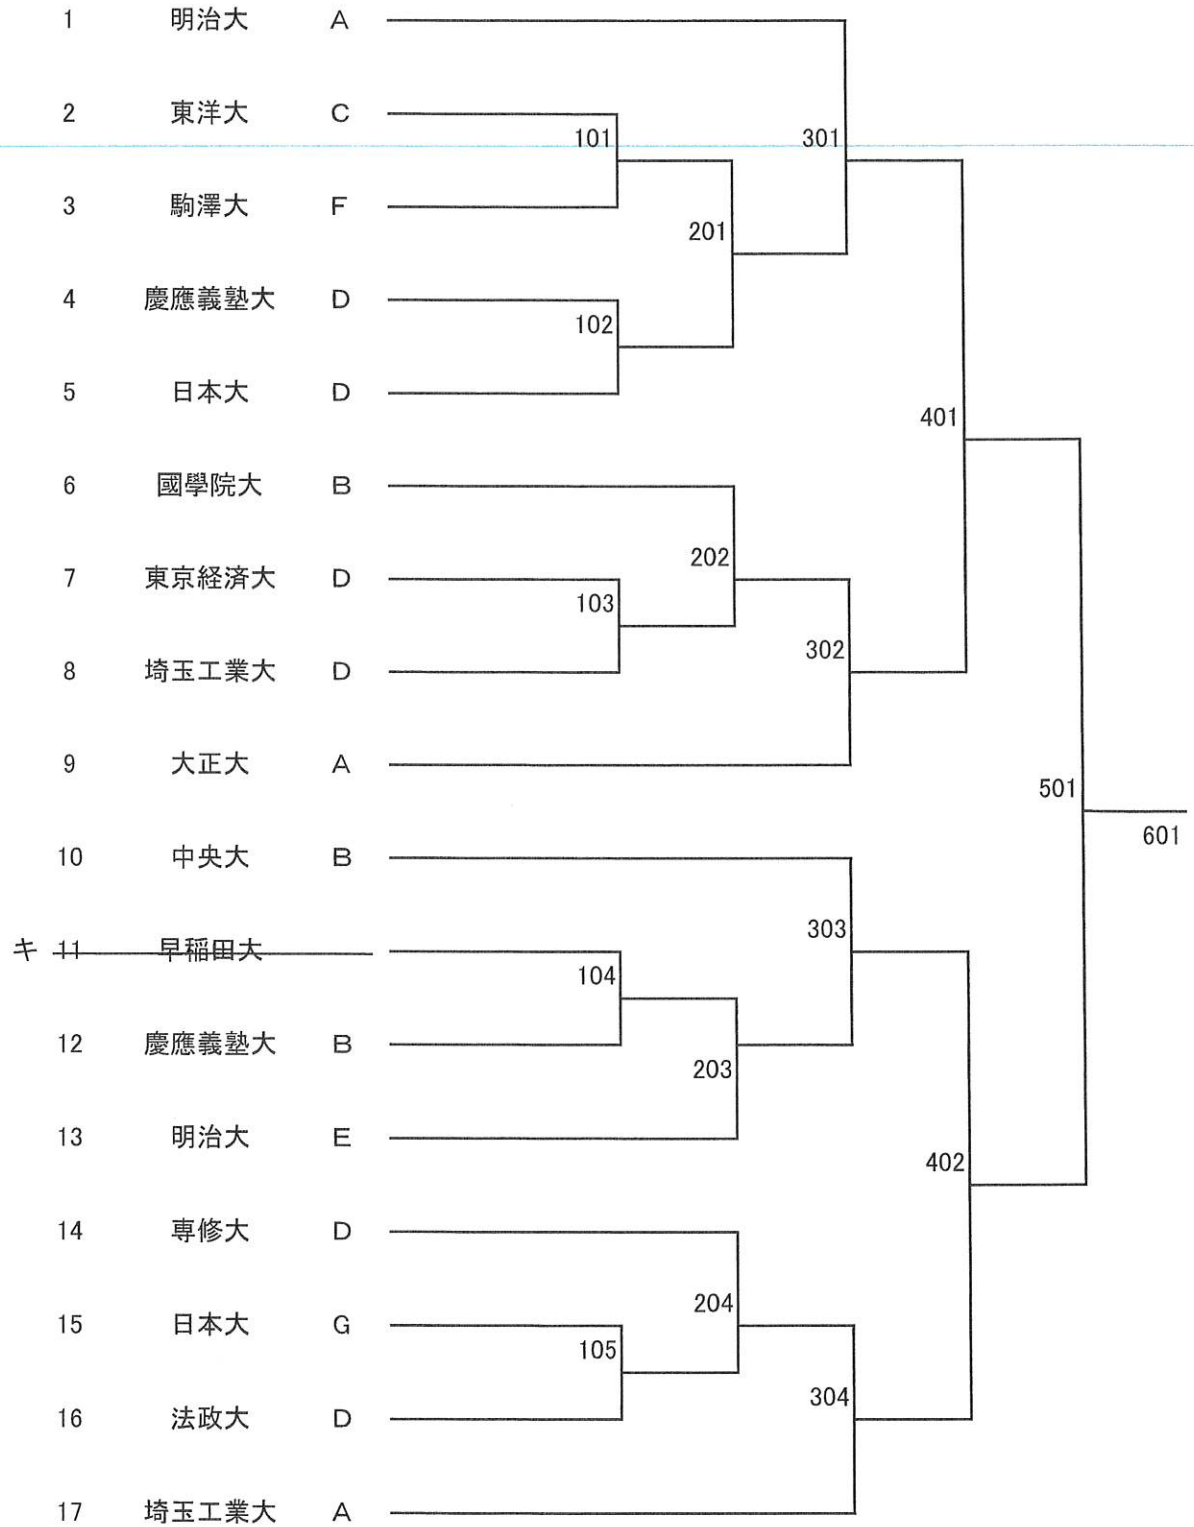 1 明治大 A
2 東洋大 C
101 301
3 駒澤大 F
201
4 慶應義塾大 D
102
5 日本大 D
401
6 國學院大 B
202
7 東京経済大 D
103
302
8 埼玉工業大 D
9 大正大 A
501
601
10 中央大 B
303
キ 11 早稲田大
104
12 慶應義塾大 B
203
13 明治大 E
402
14 専修大 D
204
15 日本大 G
105
304
16 法政大 D
17 埼玉工業大 A